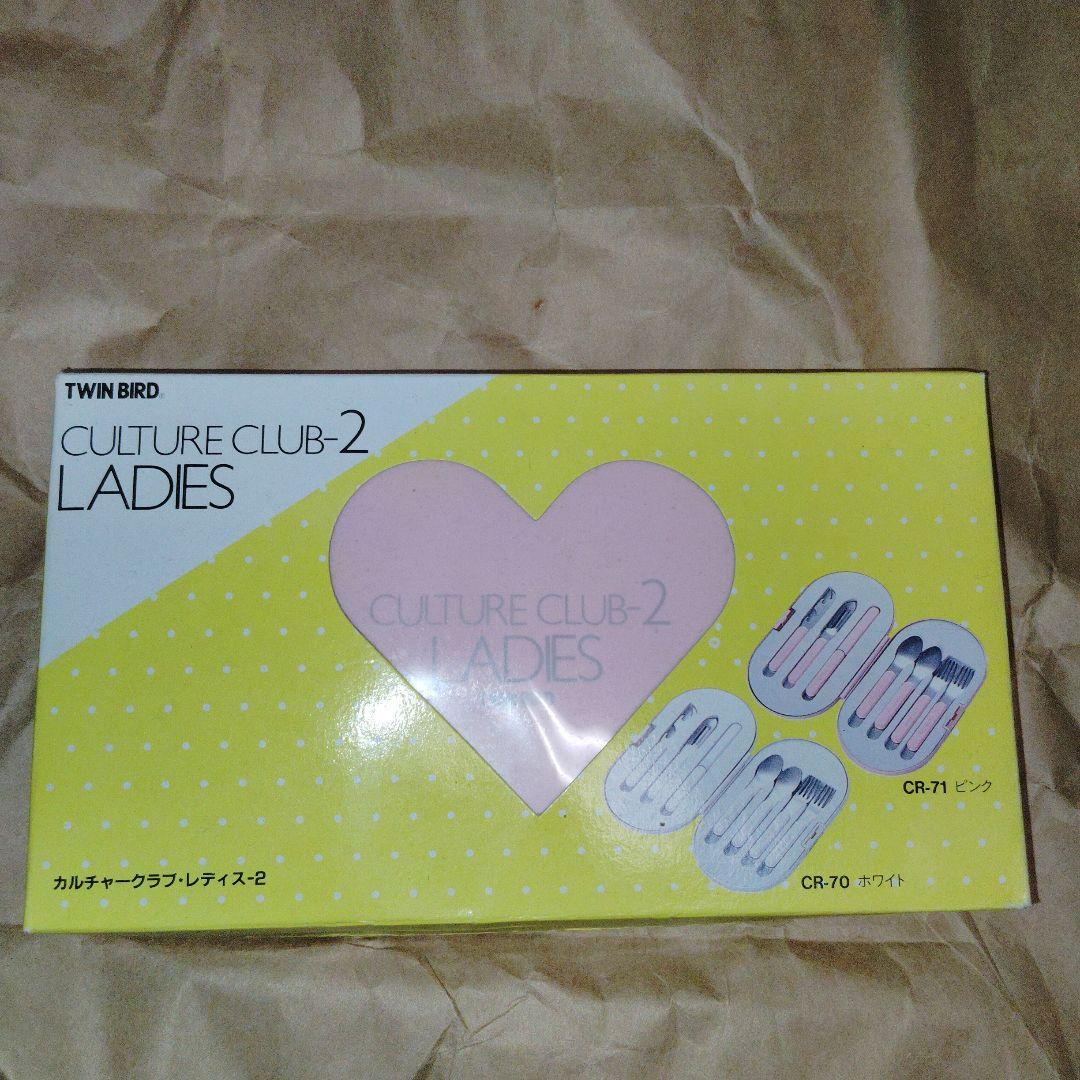 TWIN BIRD®
CULTURE CLUB-2
LADIES
CULTURE CLUB-2
LADIES
CR-71 ピンク
CR-70 ホワイト
カルチャークラブ・レディス-2